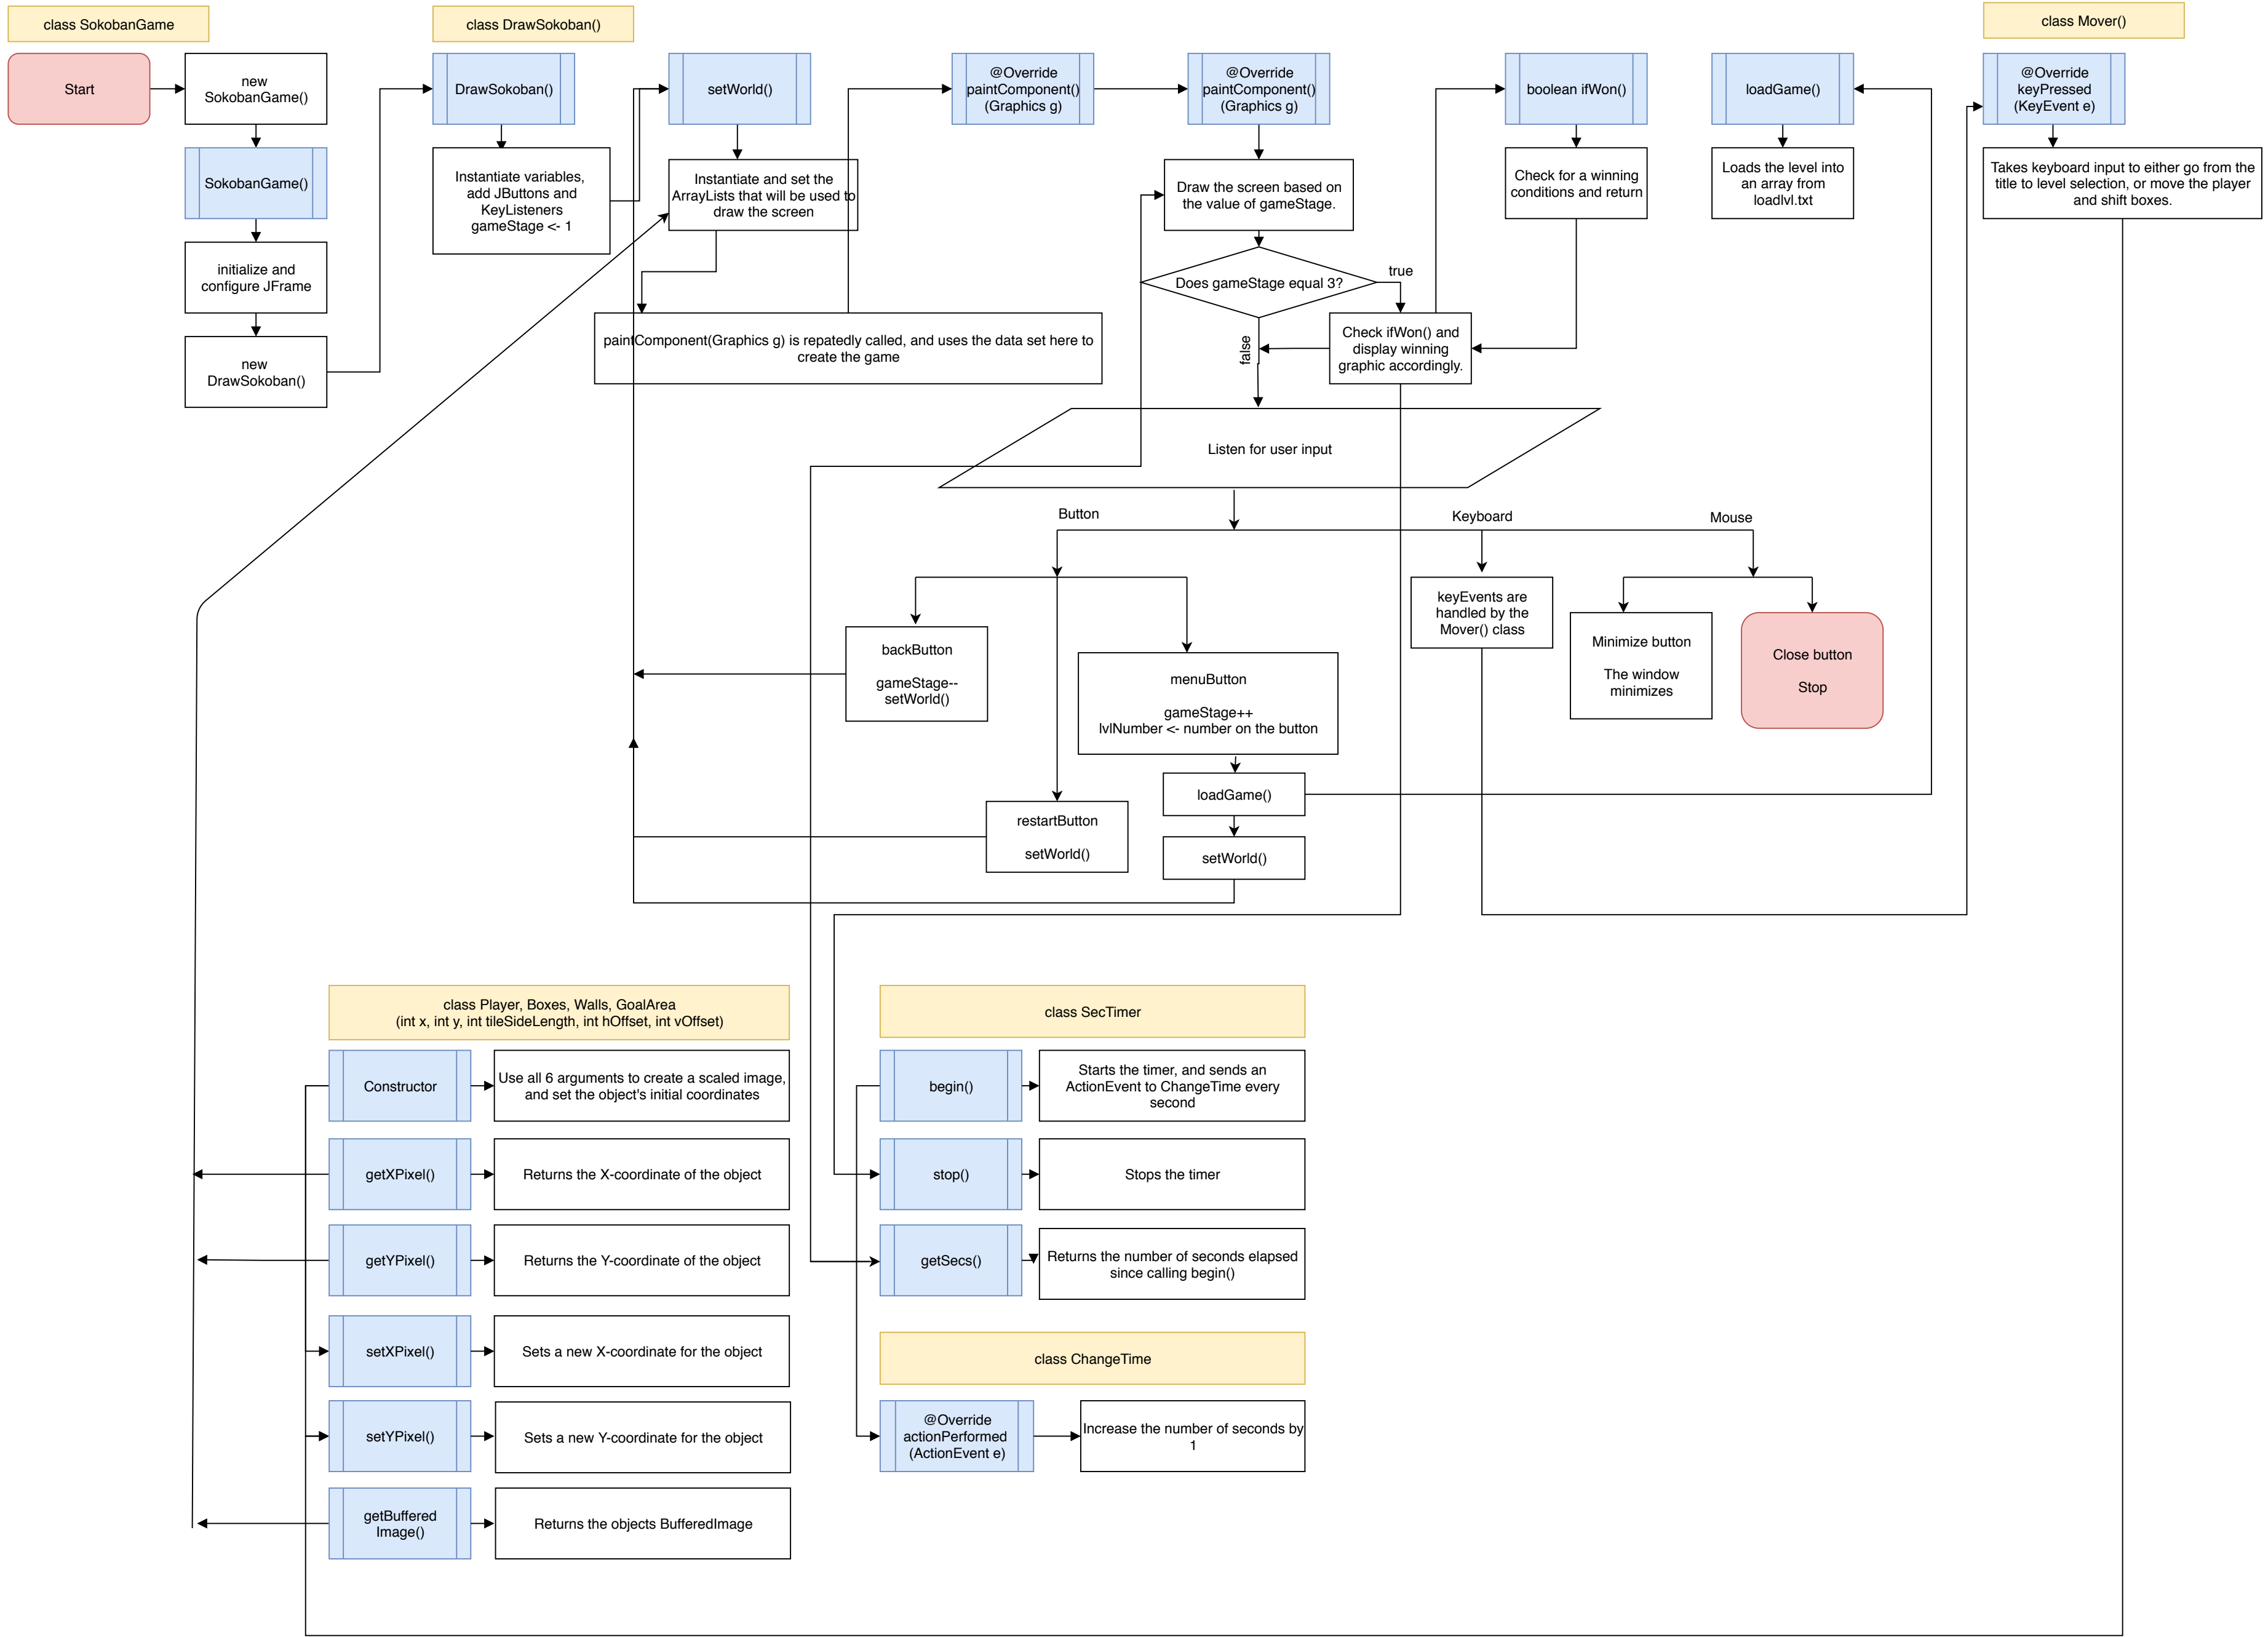 class SokobanGame
class DrawSokoban()
class Mover()
Start
new
SokobanGame()
DrawSokoban()
setWorld()
@Override
paintComponent()
(Graphics g)
@Override
paintComponent()
(Graphics g)
boolean ifWon()
loadGame()
@Override
keyPressed
(KeyEvent e)
SokobanGame()
Instantiate variables,
add JButtons and
KeyListeners
gameStage <- 1
Instantiate and set the
ArrayLists that will be used to
draw the screen
Draw the screen based on
the value of gameStage.
Check for a winning
conditions and return
Loads the level into
an array from
loadlvl.txt
Takes keyboard input to either go from the
title to level selection, or move the player
and shift boxes.
initialize and
configure JFrame
Does gameStage equal 3?
true
false
new
DrawSokoban()
paintComponent(Graphics g) is repatedly called, and uses the data set here to
create the game
Check ifWon() and
display winning
graphic accordingly.
Listen for user input
Button
Keyboard
Mouse
backButton
gameStage--
setWorld()
menuButton
gameStage++
lvlNumber <- number on the button
keyEvents are
handled by the
Mover() class
Minimize button
The window
minimizes
Close button
Stop
loadGame()
restartButton
setWorld()
setWorld()
class Player, Boxes, Walls, GoalArea
(int x, int y, int tileSideLength, int hOffset, int vOffset)
Constructor
Use all 6 arguments to create a scaled image,
and set the object's initial coordinates
getXPixel()
Returns the X-coordinate of the object
getYPixel()
Returns the Y-coordinate of the object
setXPixel()
Sets a new X-coordinate for the object
setYPixel()
Sets a new Y-coordinate for the object
getBuffered
Image()
Returns the objects BufferedImage
class SecTimer
begin()
Starts the timer, and sends an
ActionEvent to ChangeTime every
second
stop()
Stops the timer
getSecs()
Returns the number of seconds elapsed
since calling begin()
class ChangeTime
@Override
actionPerformed
(ActionEvent e)
Increase the number of seconds by
1